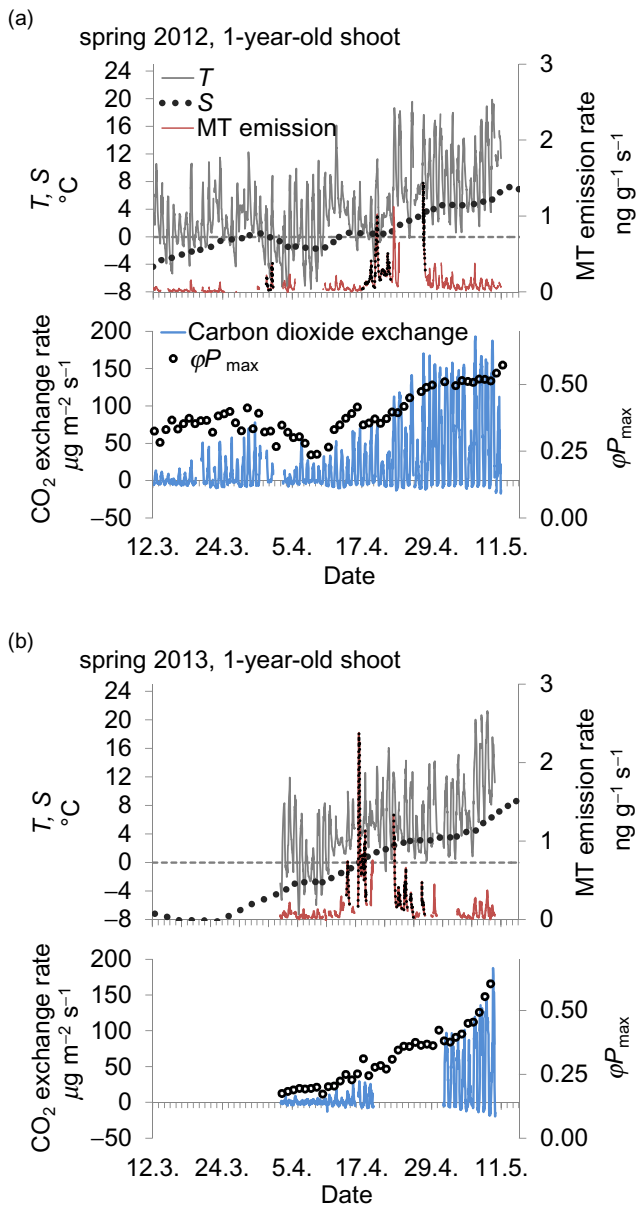 (a)
spring 2012, 1-year-old shoot
T, S
°C
24
20
16
12
8
4
0
–4
–8
T
S
MT emission
3
2
1
0
MT emission rate
ng g⁻¹ s⁻¹
CO₂ exchange rate
µg m⁻² s⁻¹
200
150
100
50
0
–50
Carbon dioxide exchange
φP max
0.50
0.25
0.00
φPmax
12.3. 24.3. 5.4. 17.4. 29.4. 11.5.
Date
(b)
spring 2013, 1-year-old shoot
T, S
°C
24
20
16
12
8
4
0
–4
–8
3
2
1
0
MT emission rate
ng g⁻¹ s⁻¹
CO₂ exchange rate
µg m⁻² s⁻¹
200
150
100
50
0
–50
0.50
0.25
0.00
φPmax
12.3. 24.3. 5.4. 17.4. 29.4. 11.5.
Date